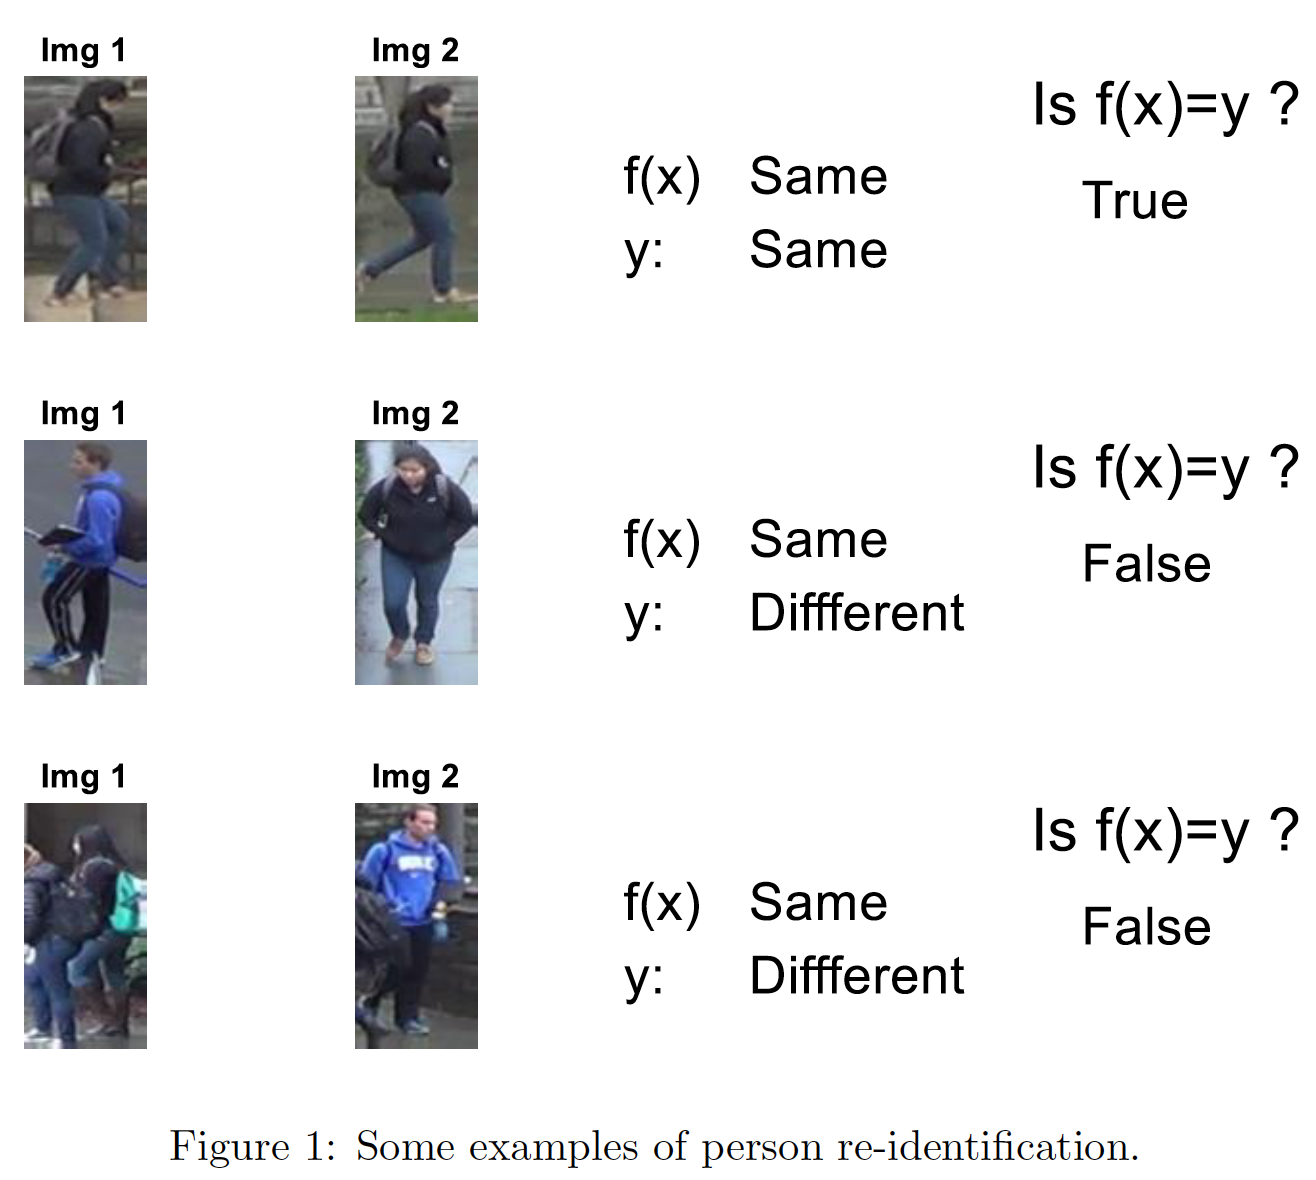 Img 1
Img 2
Is f(x)=y ?
f(x) Same
True
y: Same
Img 1
Img 2
Is f(x)=y ?
f(x) Same
False
y: Diffferent
Img 1
Img 2
Is f(x)=y ?
f(x) Same
False
y: Diffferent
Figure 1: Some examples of person re-identification.